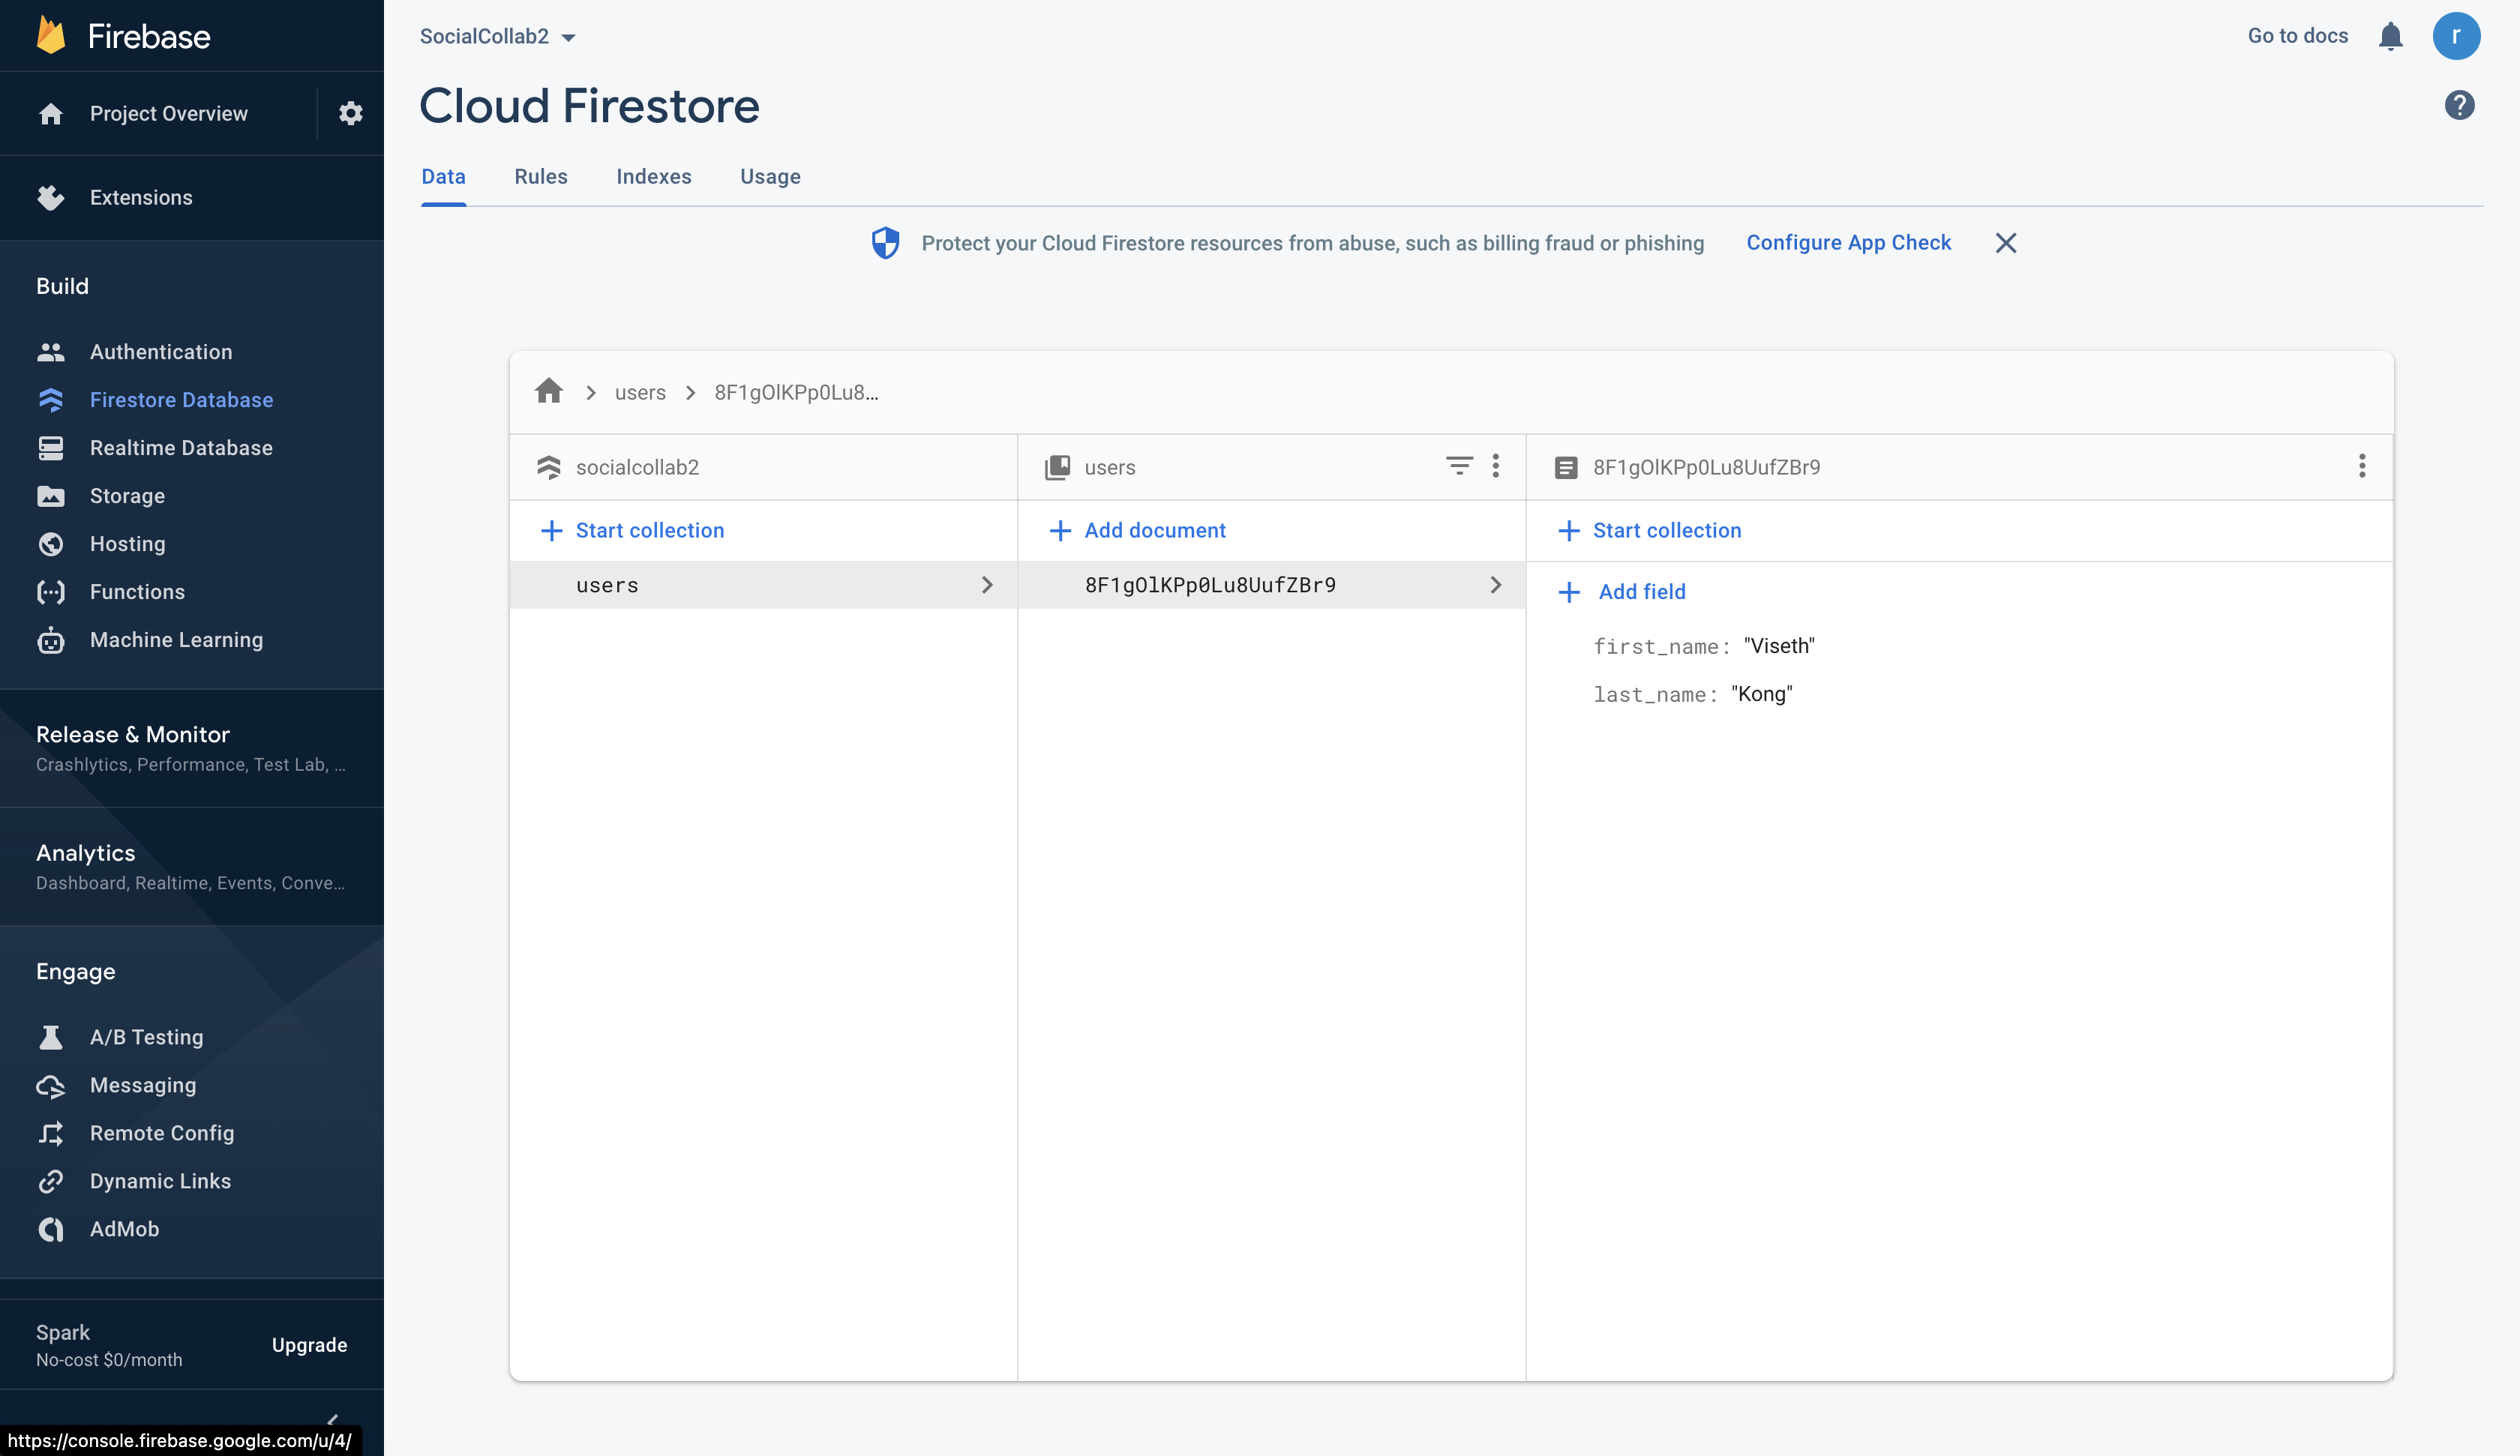 Firebase
Project Overview
Extensions
Build
Authentication
Firestore Database
Realtime Database
Storage
Hosting
Functions
Machine Learning
Release & Monitor
Crashlytics, Performance, Test Lab, ...
Analytics
Dashboard, Realtime, Events, Conve...
Engage
A/B Testing
Messaging
Remote Config
Dynamic Links
AdMob
Spark
No-cost $0/month
Upgrade
https://console.firebase.google.com/u/4/
SocialCollab2
Go to docs
r
Cloud Firestore
?
Data Rules Indexes Usage
Protect your Cloud Firestore resources from abuse, such as billing fraud or phishing Configure App Check
users 8F1gOlKPp0Lu8...
socialcollab2
Start collection
users
users
Add document
8F1gOlKPp0Lu8UufZBr9
8F1gOlKPp0Lu8UufZBr9
Start collection
Add field
first_name: "Viseth"
last_name: "Kong"